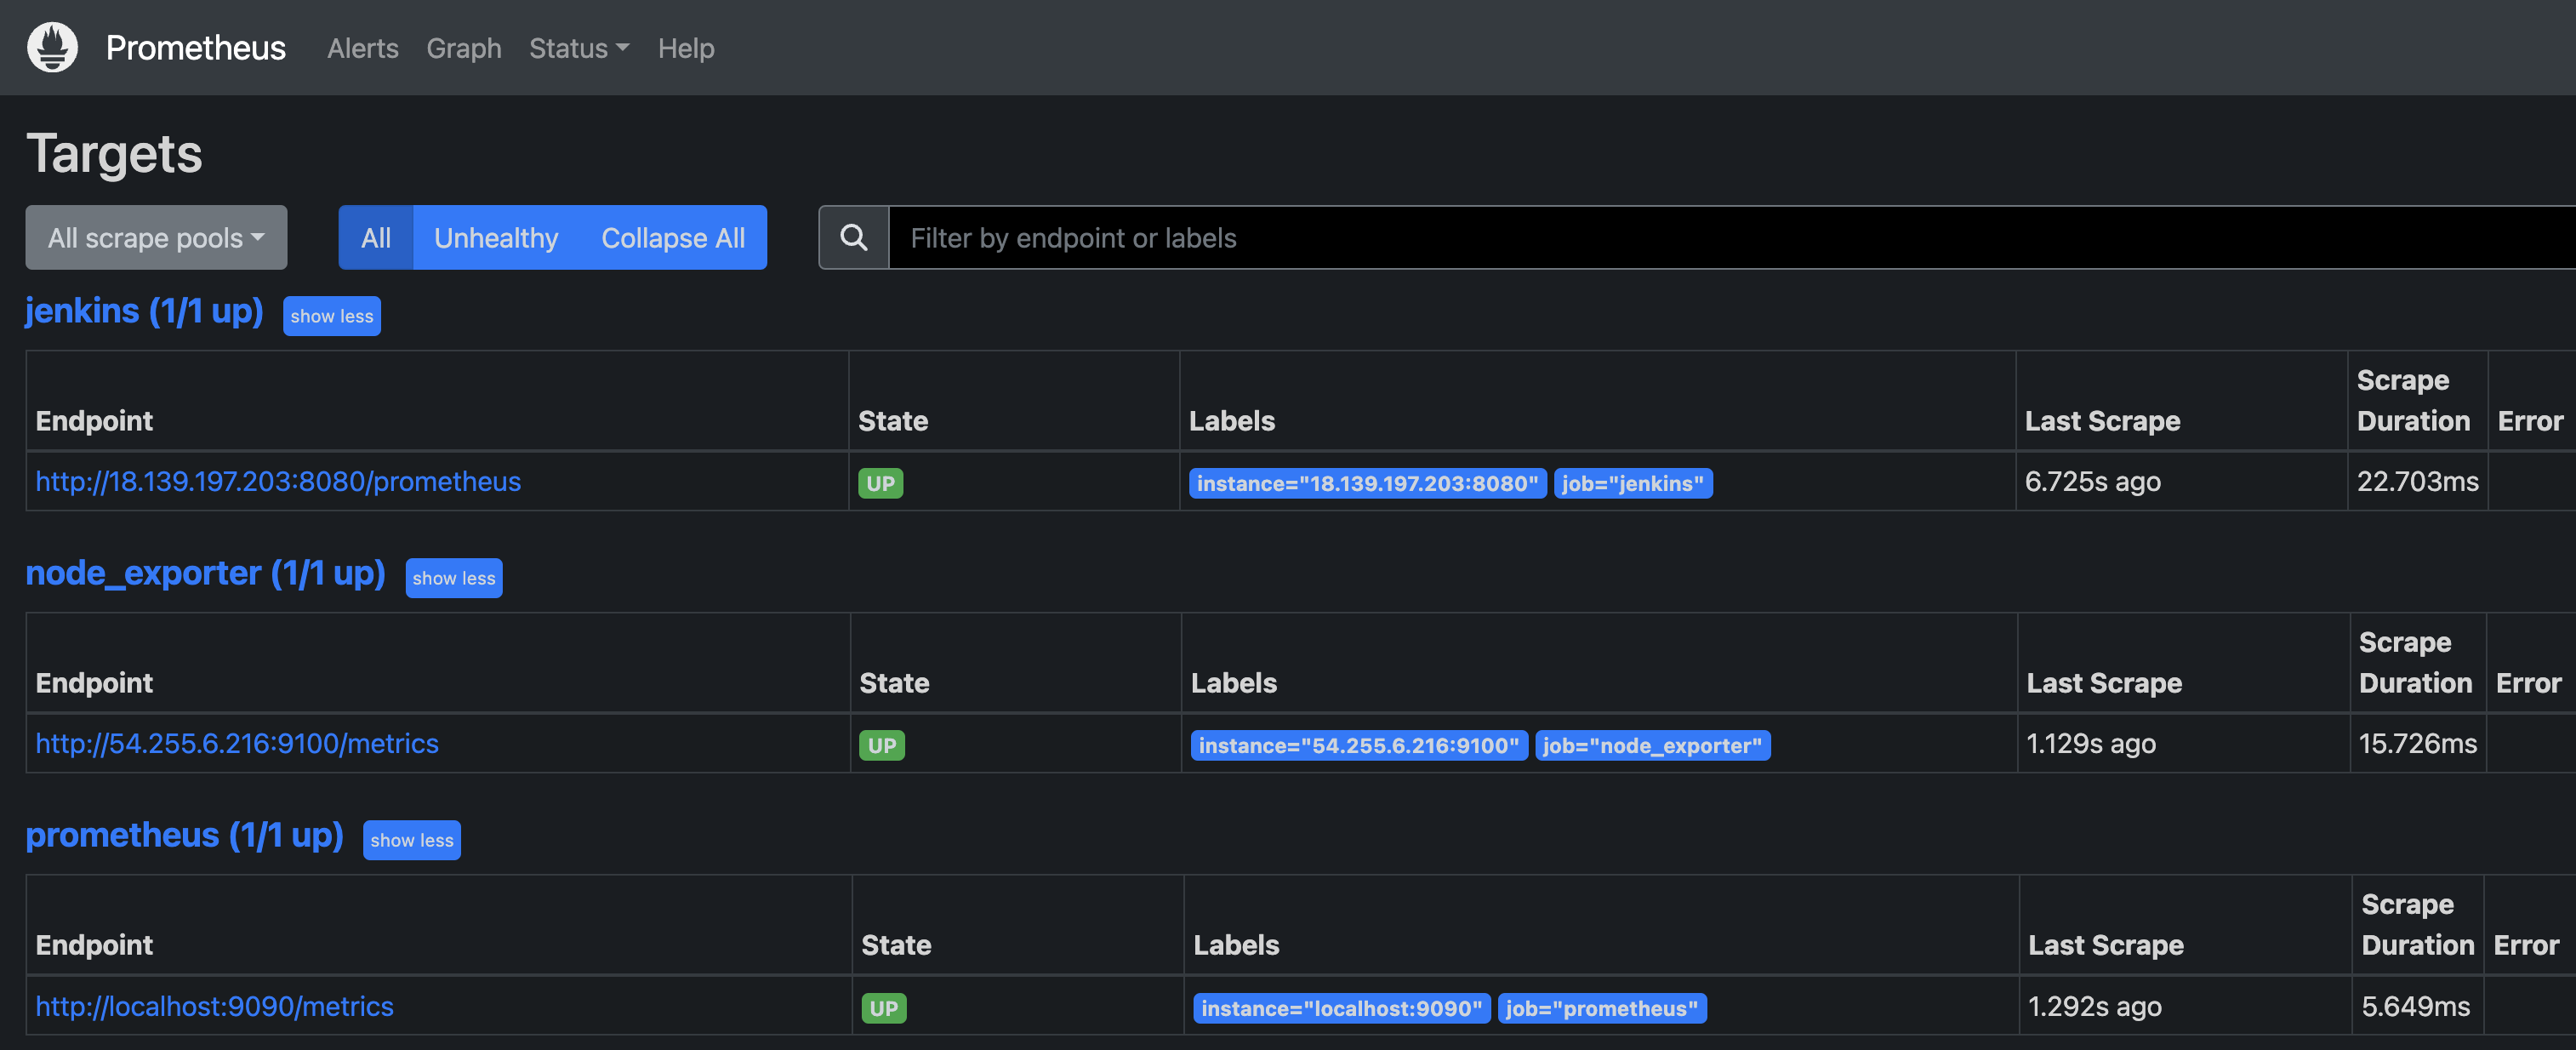 Prometheus Alerts Graph Status Help
Targets
All scrape pools All Unhealthy Collapse All Filter by endpoint or labels
jenkins (1/1 up) show less
Endpoint State Labels Last Scrape Scrape Duration Error
http://18.139.197.203:8080/prometheus UP instance="18.139.197.203:8080" job="jenkins" 6.725s ago 22.703ms
node_exporter (1/1 up) show less
Endpoint State Labels Last Scrape Scrape Duration Error
http://54.255.6.216:9100/metrics UP instance="54.255.6.216:9100" job="node_exporter" 1.129s ago 15.726ms
prometheus (1/1 up) show less
Endpoint State Labels Last Scrape Scrape Duration Error
http://localhost:9090/metrics UP instance="localhost:9090" job="prometheus" 1.292s ago 5.649ms